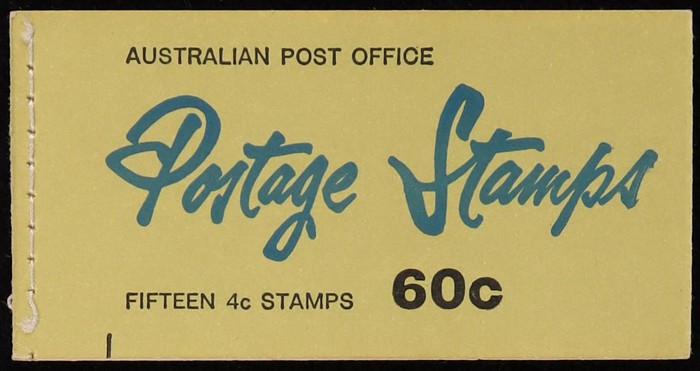 AUSTRALIAN POST OFFICE
Postage Stamps
FIFTEEN 4c STAMPS 60c